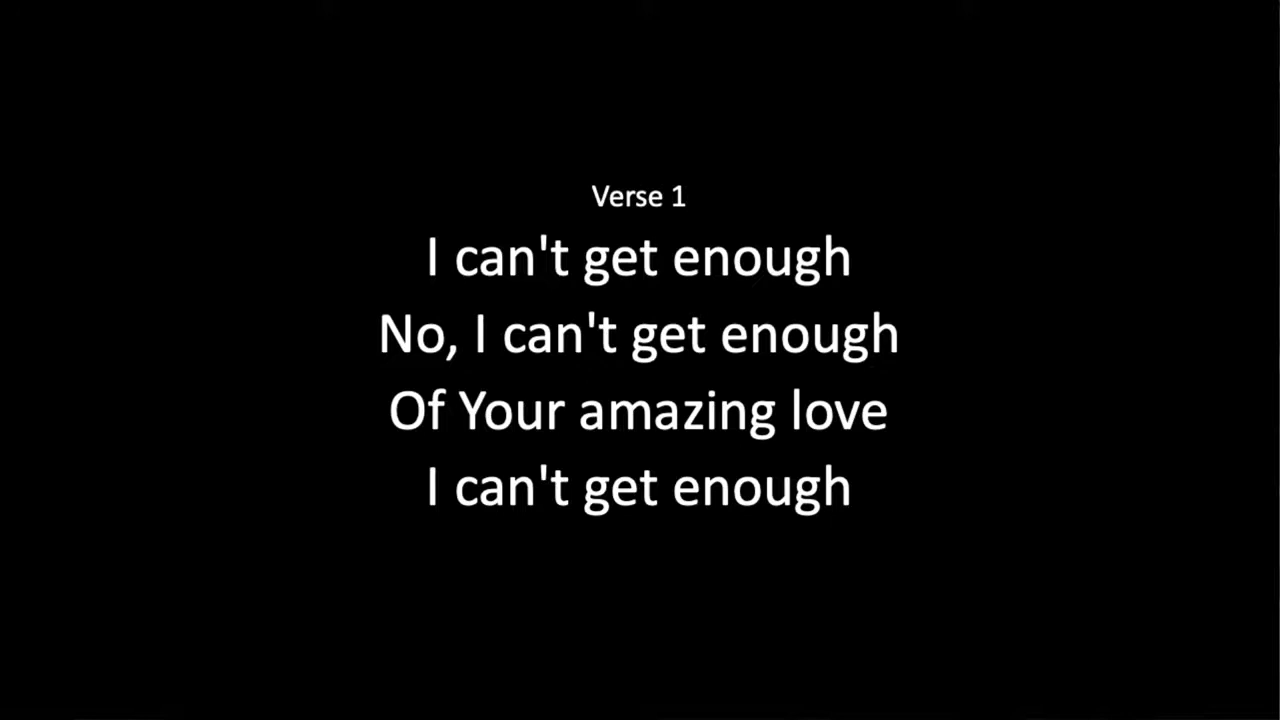 Verse 1
I can't get enough
No, I can't get enough
Of Your amazing love
I can't get enough